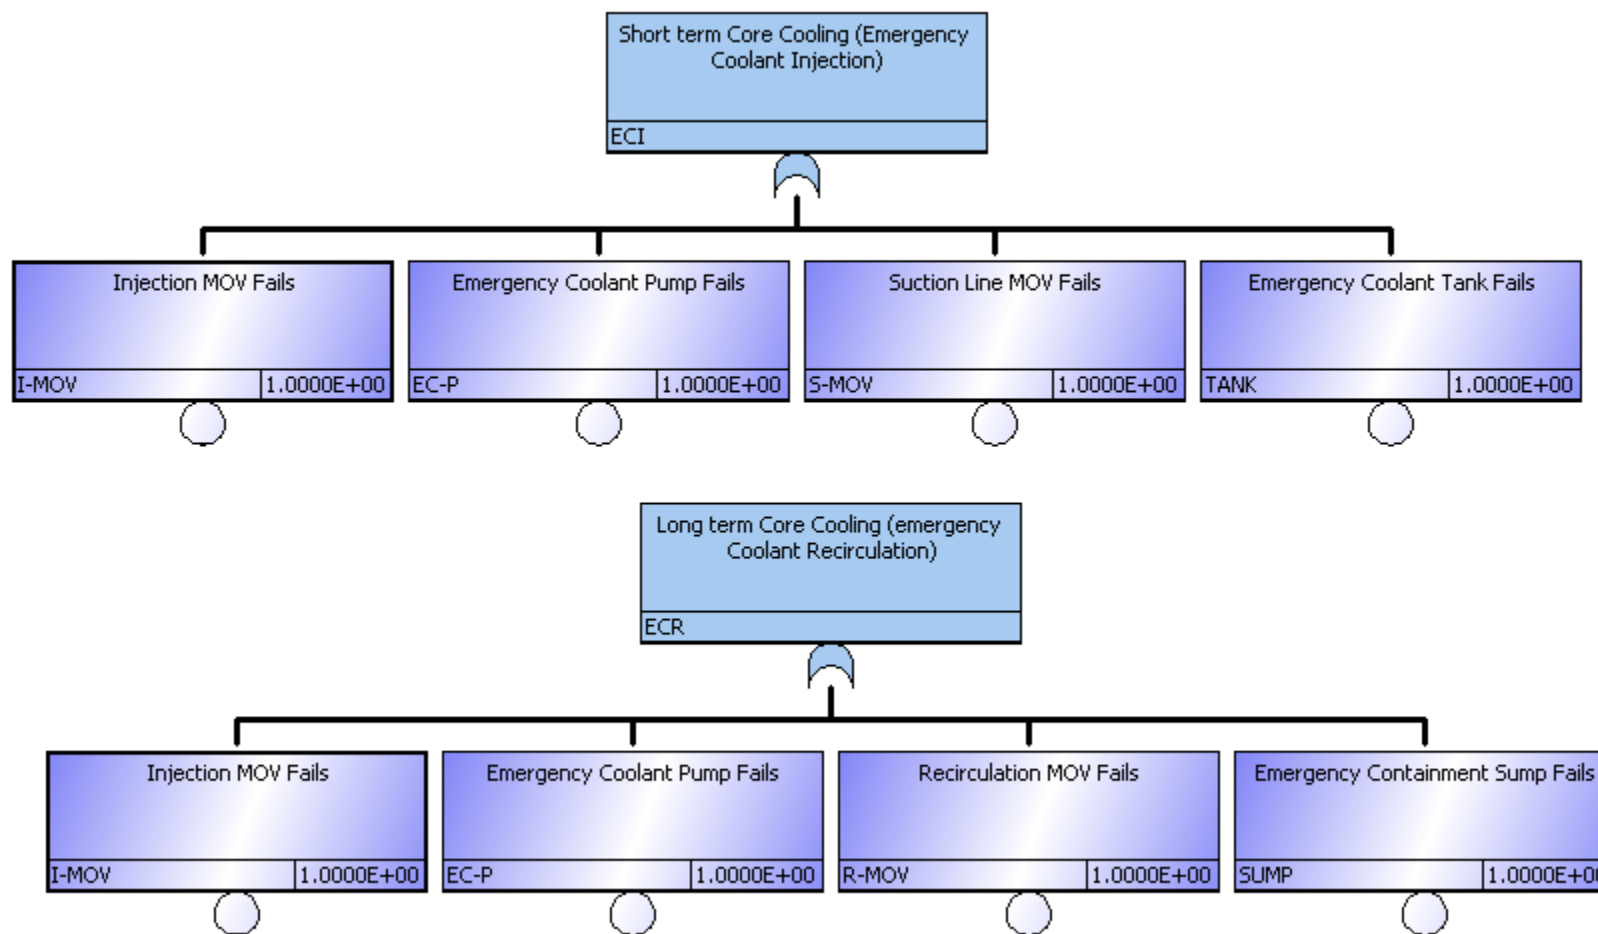 Short term Core Cooling (Emergency
Coolant Injection)
ECI
Injection MOV Fails
I-MOV 1.0000E+00
Emergency Coolant Pump Fails
EC-P 1.0000E+00
Suction Line MOV Fails
S-MOV 1.0000E+00
Emergency Coolant Tank Fails
TANK 1.0000E+00
Long term Core Cooling (emergency
Coolant Recirculation)
ECR
Injection MOV Fails
I-MOV 1.0000E+00
Emergency Coolant Pump Fails
EC-P 1.0000E+00
Recirculation MOV Fails
R-MOV 1.0000E+00
Emergency Containment Sump Fails
SUMP 1.0000E+00